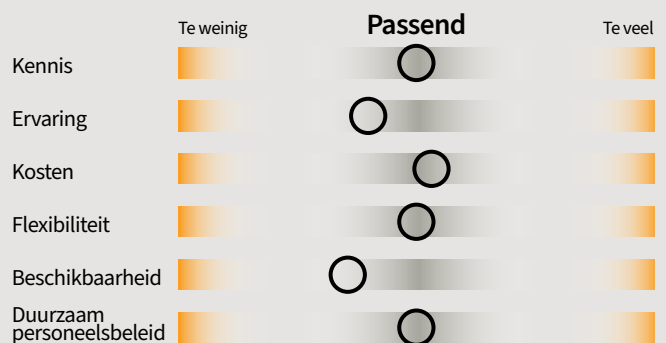 Te weinig Passend Te veel
Kennis
Ervaring
Kosten
Flexibiliteit
Beschikbaarheid
Duurzaam
personeelsbeleid